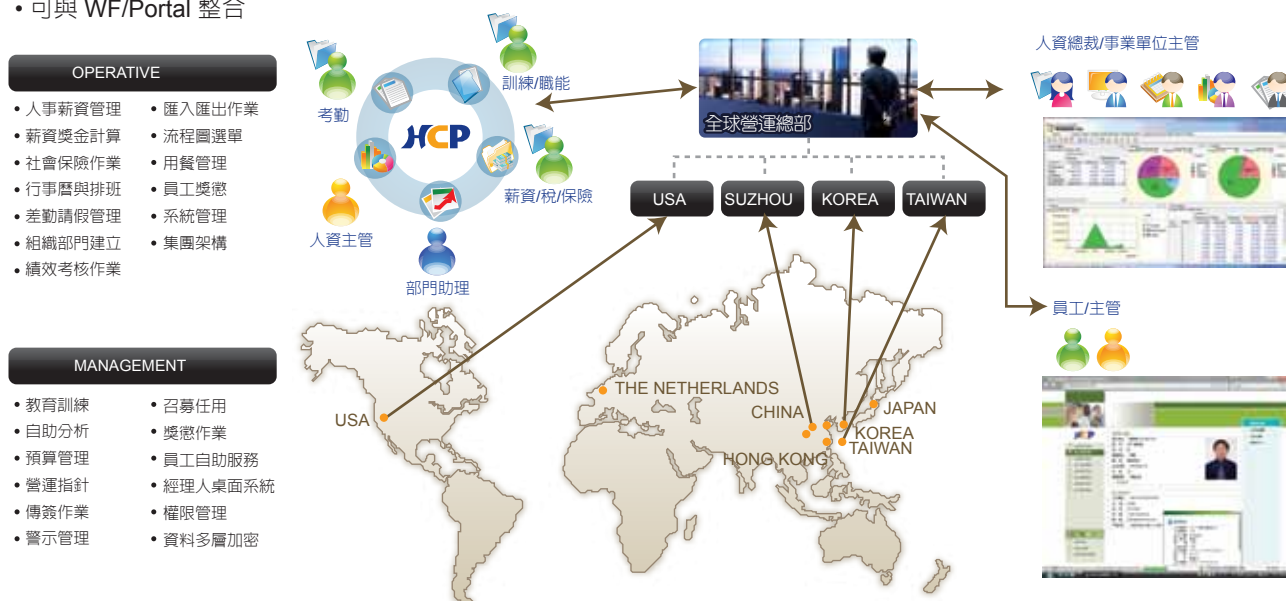 • 可與 WF/Portal 整合
OPERATIVE
• 人事薪資管理
• 薪資獎金計算
• 社會保險作業
• 行事曆與排班
• 差勤請假管理
• 組織部門建立
• 績效考核作業
• 匯入匯出作業
• 流程圖選單
• 用餐管理
• 員工獎懲
• 系統管理
• 集團架構
MANAGEMENT
• 教育訓練
• 自助分析
• 預算管理
• 營運指針
• 傳簽作業
• 警示管理
• 召募任用
• 獎懲作業
• 員工自助服務
• 經理人桌面系統
• 權限管理
• 資料多層加密
訓練/職能
考勤
HCP
薪資/稅/保險
人資主管
部門助理
全球營運總部
USA
SUZHOU
KOREA
TAIWAN
USA
THE NETHERLANDS
CHINA
JAPAN
KOREA
TAIWAN
HONG KONG
人資總裁/事業單位主管
員工/主管
HCP